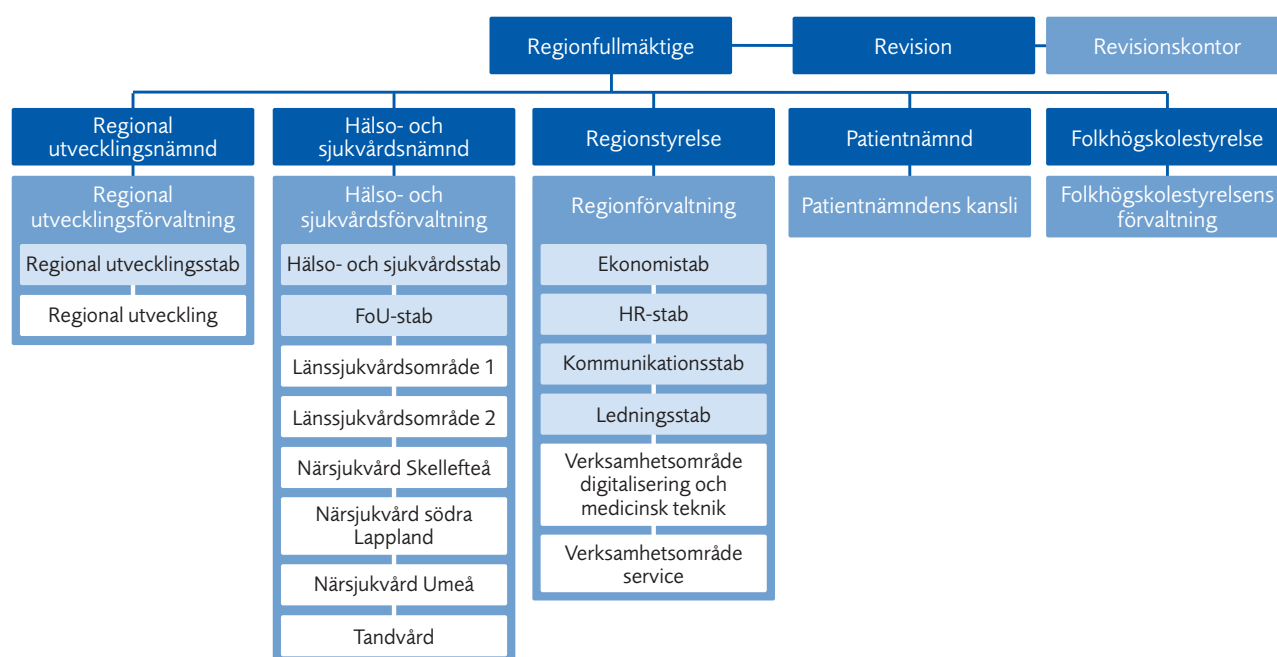 Regionfullmäktige
Revision
Revisionskontor
Regional
utvecklingsnämnd
Hälso- och
sjukvårdsnämnd
Regionstyrelse
Patientnämnd
Folkhögskolestyrelse
Regional
utvecklingsförvaltning
Regional utvecklingsstab
Regional utveckling
Hälso- och
sjukvårdsförvaltning
Hälso- och sjukvårdsstab
FoU-stab
Länssjukvårdsområde 1
Länssjukvårdsområde 2
Närsjukvård Skellefteå
Närsjukvård södra
Lappland
Närsjukvård Umeå
Tandvård
Regionförvaltning
Ekonomistab
HR-stab
Kommunikationsstab
Ledningsstab
Verksamhetsområde
digitalisering och
medicinsk teknik
Verksamhetsområde
service
Patientnämndens kansli
Folkhögskolestyrelsens
förvaltning